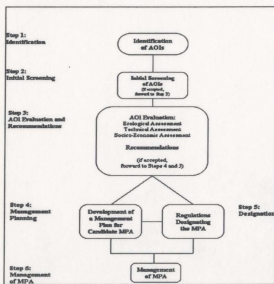 Step 1:
Identification
Identification
of AOIs
Step 2:
Initial Screening
Initial Screening
of AOIs
(if accepted,
forward to Step 3)
Step 3:
AOI Evaluation and
Recommendations
AOI Evaluation:
Ecological Assessment
Technical Assessment
Socio-Economic Assessment
Recommendations
(if accepted,
forward to Steps 4 and 5)
Step 4:
Management
Planning
Development of
a Management
Plan for
Candidate MPA
Regulations
Designating
the MPA
Step 5:
Designation
Step 6:
Management
of MPA
Management
of MPA